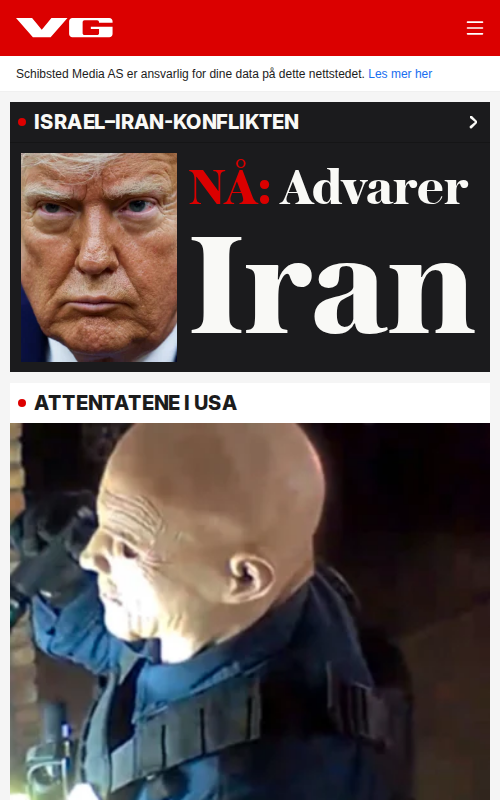 VG
Schibsted Media AS er ansvarlig for dine data på dette nettstedet. Les mer her
ISRAEL–IRAN-KONFLIKTEN
NÅ: Advarer
Iran
ATTENTATENE I USA